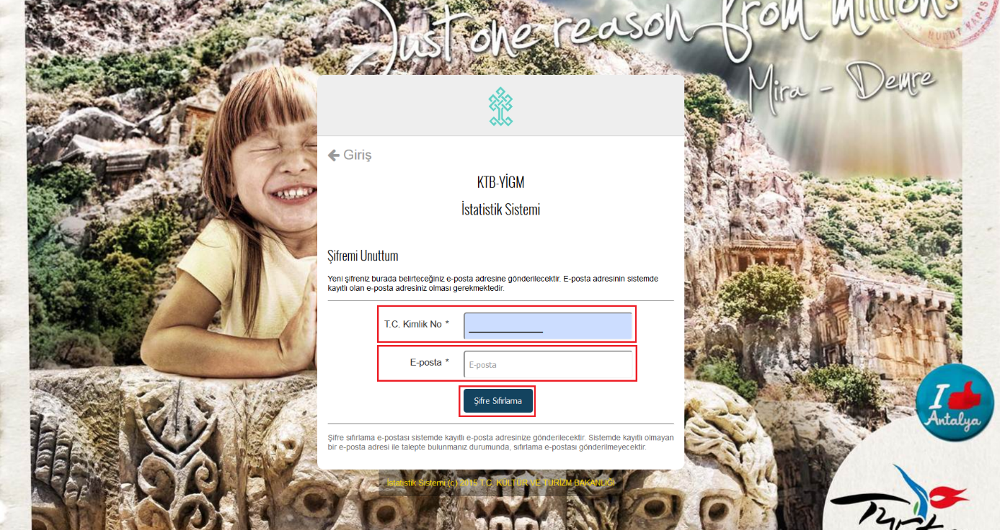 Just one reason from millions
HUDUT KAPISI
Mira - Demre
Giriş
KTB-YİGM
İstatistik Sistemi
Şifremi Unuttum
Yeni şifreniz burada belirteceğiniz e-posta adresine gönderilecektir. E-posta adresinin sistemde
kayıtlı olan e-posta adresiniz olması gerekmektedir.
T.C. Kimlik No *
E-posta *
E-posta
Şifre Sıfırlama
I
Antalya
Şifre sıfırlama e-postası sistemde kayıtlı e-posta adresinize gönderilecektir. Sistemde kayıtlı olmayan
bir e-posta adresi ile talepte bulunmanız durumunda, sıfırlama e-postası gönderilmeyecektir.
İstatistik Sistemi (c) 2015 T.C. KÜLTÜR VE TURİZM BAKANLIĞI